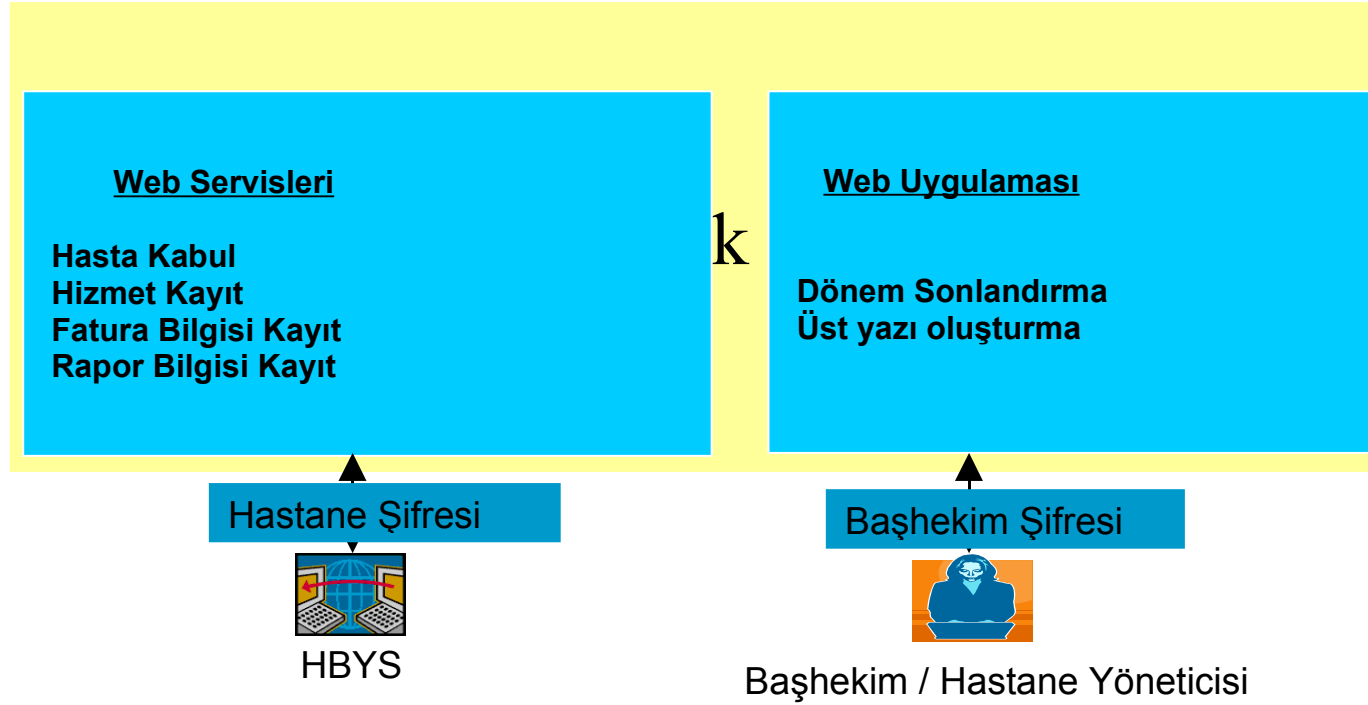 Web Servisleri
Hasta Kabul
Hizmet Kayıt
Fatura Bilgisi Kayıt
Rapor Bilgisi Kayıt
k
Web Uygulaması
Dönem Sonlandırma
Üst yazı oluşturma
Hastane Şifresi
HBYS
Başhekim Şifresi
Başhekim / Hastane Yöneticisi